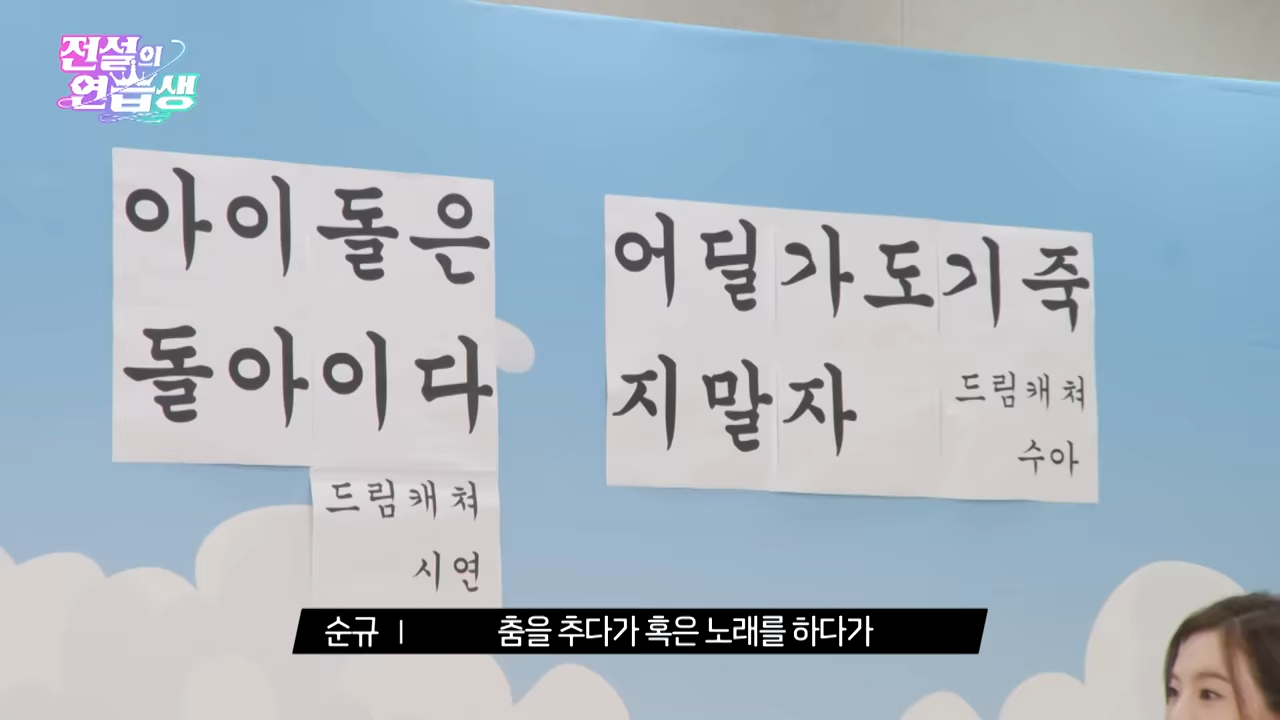 전설의
연습생
아이돌은
돌아이다
드림캐쳐
시연
어딜가도기죽
지말자
드림캐쳐
수아
순규 | 춤을 추다가 혹은 노래를 하다가